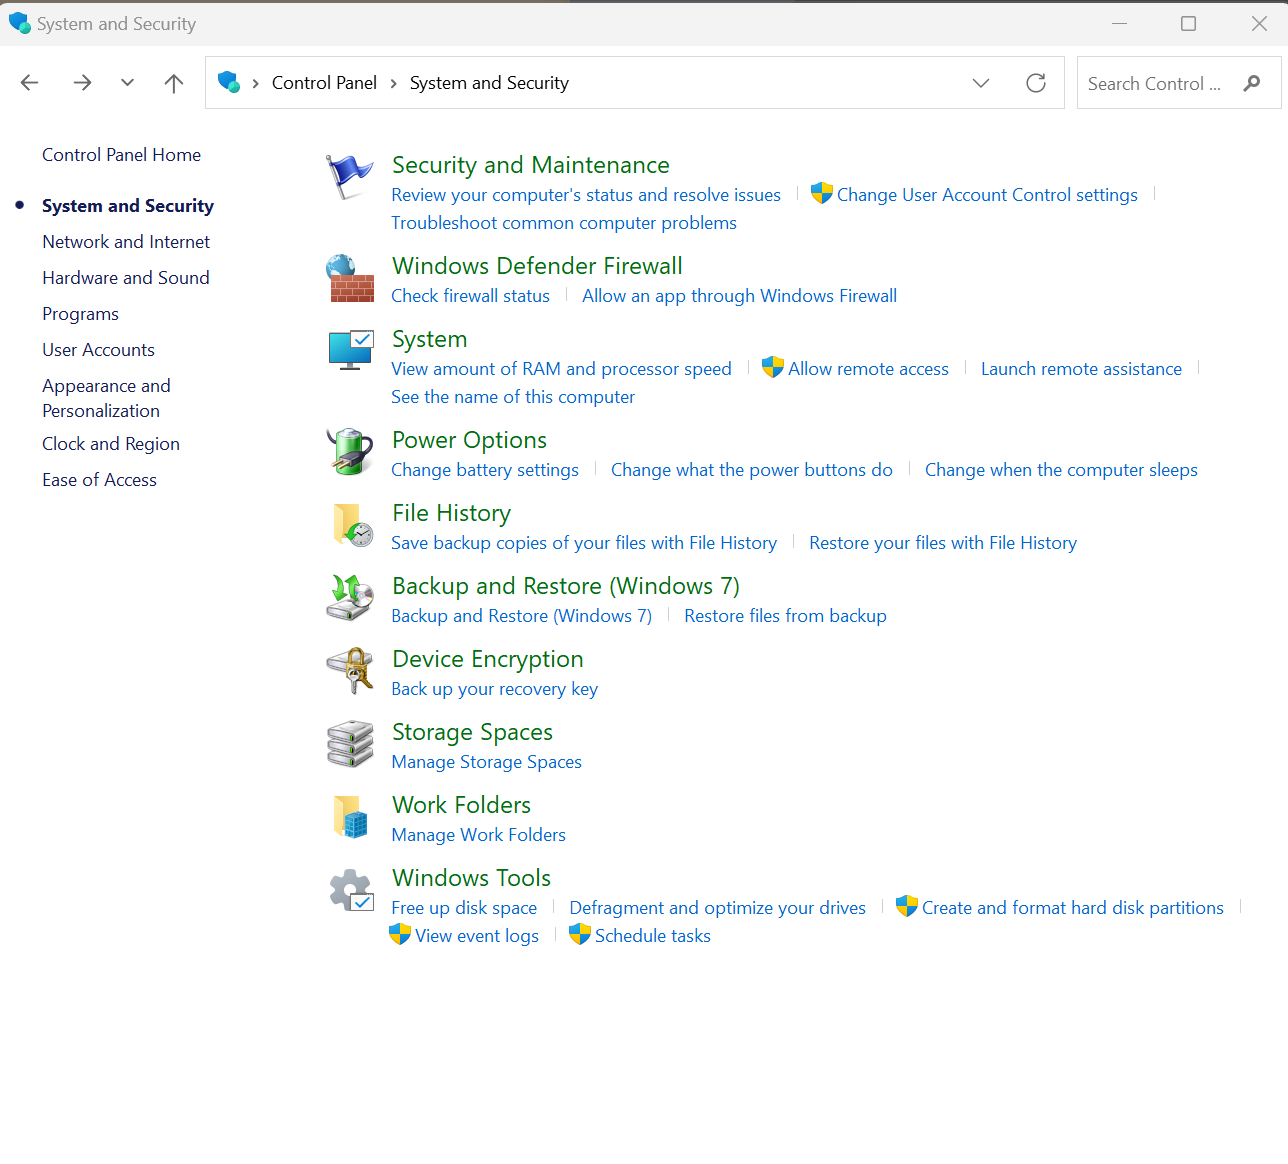 System and Security
Control Panel › System and Security
Search Control ...
Control Panel Home
System and Security
Network and Internet
Hardware and Sound
Programs
User Accounts
Appearance and
Personalization
Clock and Region
Ease of Access
Security and Maintenance
Review your computer's status and resolve issues | Change User Account Control settings |
Troubleshoot common computer problems
Windows Defender Firewall
Check firewall status | Allow an app through Windows Firewall
System
View amount of RAM and processor speed | Allow remote access | Launch remote assistance |
See the name of this computer
Power Options
Change battery settings | Change what the power buttons do | Change when the computer sleeps
File History
Save backup copies of your files with File History | Restore your files with File History
Backup and Restore (Windows 7)
Backup and Restore (Windows 7) | Restore files from backup
Device Encryption
Back up your recovery key
Storage Spaces
Manage Storage Spaces
Work Folders
Manage Work Folders
Windows Tools
Free up disk space | Defragment and optimize your drives | Create and format hard disk partitions |
View event logs | Schedule tasks